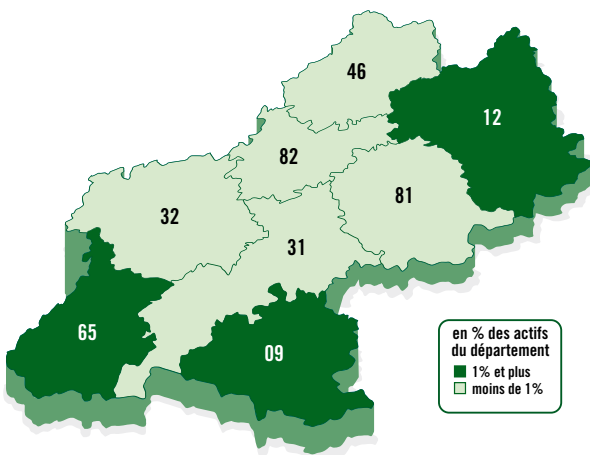 46
12
82
81
32
31
65
09
en % des actifs
du département
1% et plus
moins de 1%